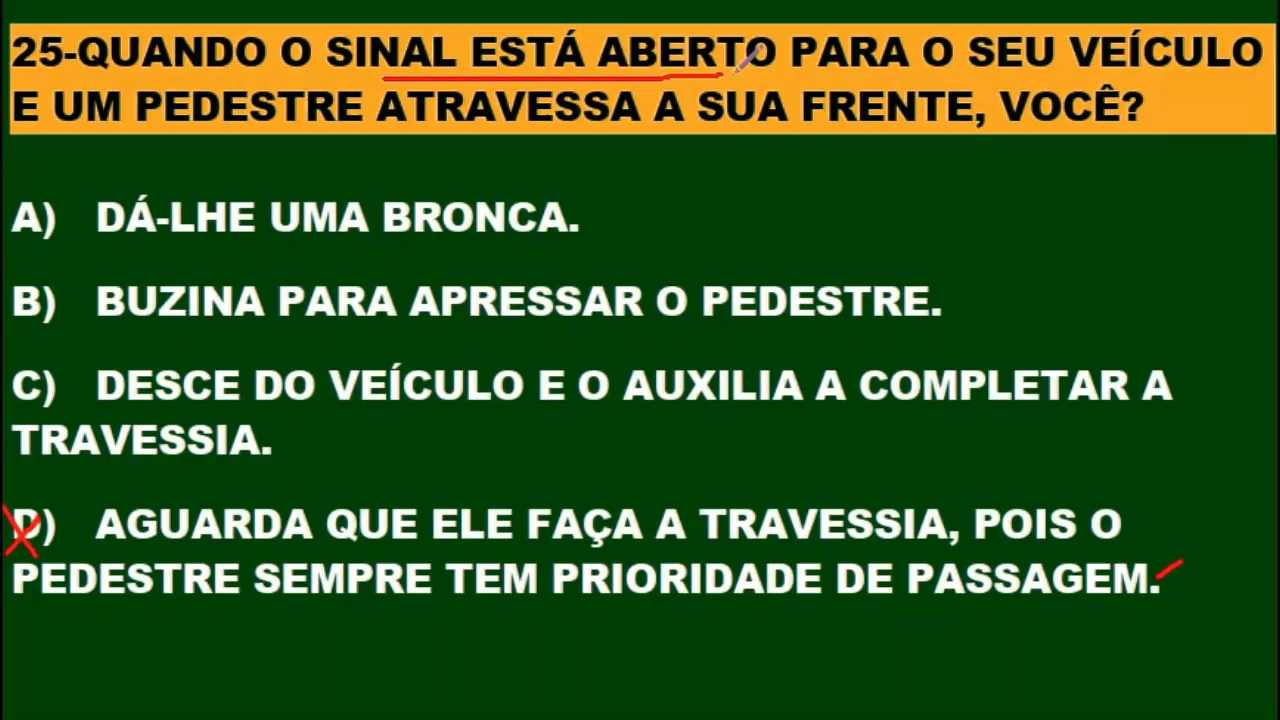 25-QUANDO O SINAL ESTÁ ABERTO PARA O SEU VEÍCULO
E UM PEDESTRE ATRAVESSA A SUA FRENTE, VOCÊ?
A) DÁ-LHE UMA BRONCA.
B) BUZINA PARA APRESSAR O PEDESTRE.
C) DESCE DO VEÍCULO E O AUXILIA A COMPLETAR A
TRAVESSIA.
D) AGUARDA QUE ELE FAÇA A TRAVESSIA, POIS O
PEDESTRE SEMPRE TEM PRIORIDADE DE PASSAGEM.